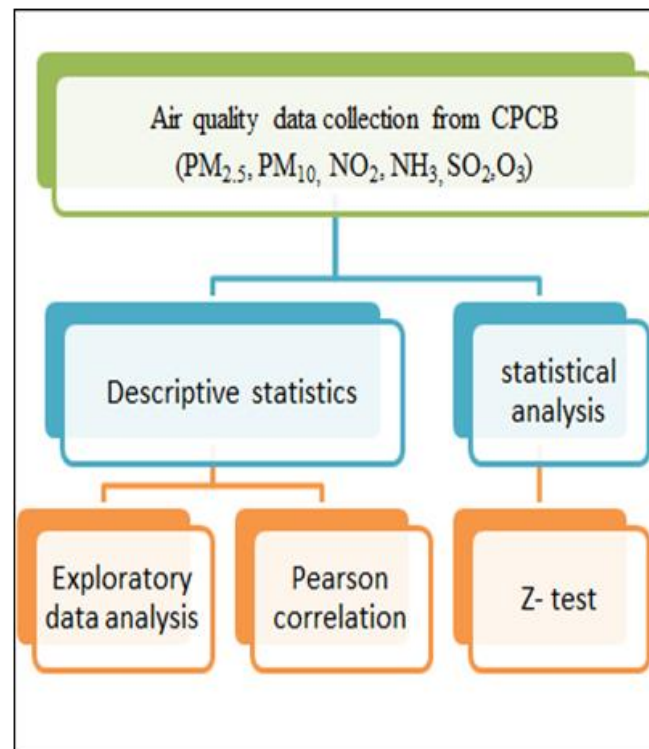 Air quality data collection from CPCB
(PM₂.₅, PM₁₀, NO₂, NH₃, SO₂,O₃)
Descriptive statistics
statistical
analysis
Exploratory
data analysis
Pearson
correlation
Z- test